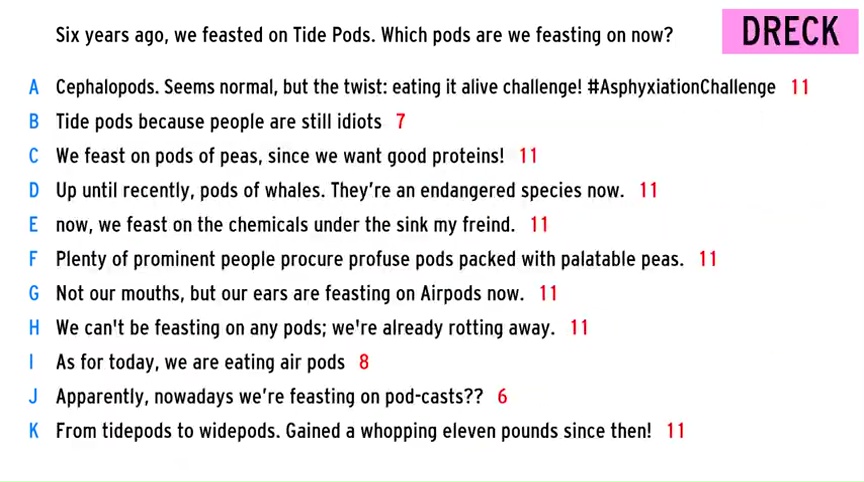 Six years ago, we feasted on Tide Pods. Which pods are we feasting on now?
DRECK
A Cephalopods. Seems normal, but the twist: eating it alive challenge! #AsphyxiationChallenge 11
B Tide pods because people are still idiots 7
C We feast on pods of peas, since we want good proteins! 11
D Up until recently, pods of whales. They’re an endangered species now. 11
E now, we feast on the chemicals under the sink my freind. 11
F Plenty of prominent people procure profuse pods packed with palatable peas. 11
G Not our mouths, but our ears are feasting on Airpods now. 11
H We can't be feasting on any pods; we're already rotting away. 11
I As for today, we are eating air pods 8
J Apparently, nowadays we’re feasting on pod-casts?? 6
K From tidepods to widepods. Gained a whopping eleven pounds since then! 11